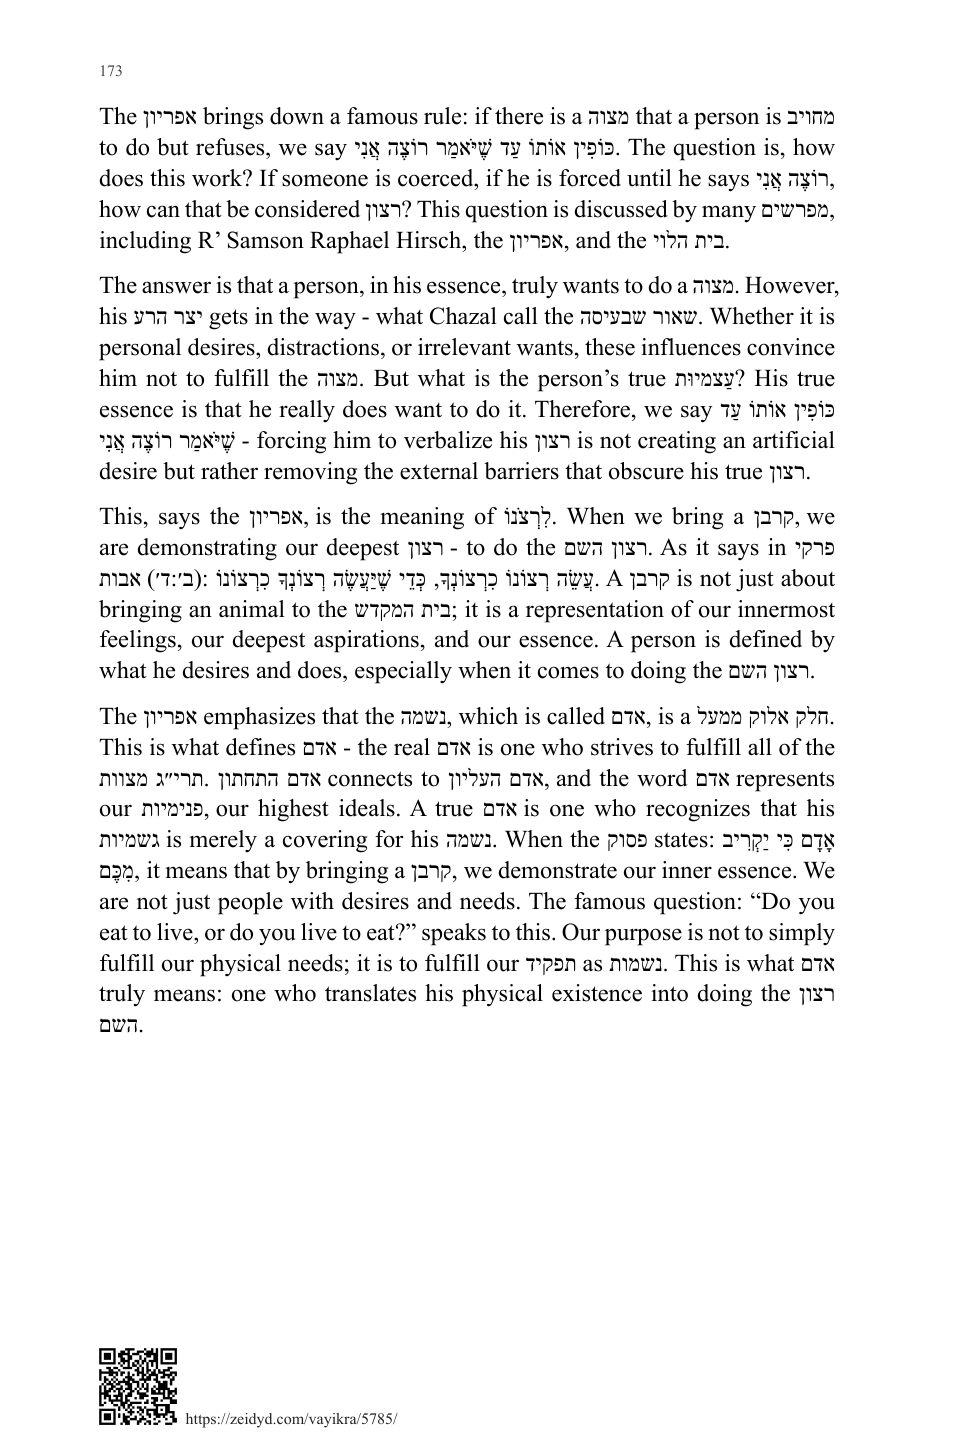 173
The אפריון brings down a famous rule: if there is a מצוה that a person is מחויב
to do but refuses, we say כּוֹפִין אוֹתוֹ עַד שֶׁיֹּאמַר רוֹצֶה אֲנִי. The question is, how
does this work? If someone is coerced, if he is forced until he says רוֹצֶה אֲנִי,
how can that be considered רצון? This question is discussed by many מפרשים,
including R’ Samson Raphael Hirsch, the אפריון, and the בית הלוי.
The answer is that a person, in his essence, truly wants to do a מצוה. However,
his יצר הרע gets in the way - what Chazal call the שאור שבעיסה. Whether it is
personal desires, distractions, or irrelevant wants, these influences convince
him not to fulfill the מצוה. But what is the person’s true עַצמיוּת? His true
essence is that he really does want to do it. Therefore, we say כּוֹפִין אוֹתוֹ עַד
שֶׁיֹּאמַר רוֹצֶה אֲנִי - forcing him to verbalize his רצון is not creating an artificial
desire but rather removing the external barriers that obscure his true רצון.
This, says the אפריון, is the meaning of לִרְצֹנוֹ. When we bring a קרבן, we
are demonstrating our deepest רצון - to do the רצון השם. As it says in פרקי
אבות (ב׳:ד׳): עֲשֵׂה רְצוֹנוֹ כִרְצוֹנְךָ, כְּדֵי שֶׁיַּעֲשֶׂה רְצוֹנְךָ כִרְצוֹנוֹ. A קרבן is not just about
bringing an animal to the בית המקדש; it is a representation of our innermost
feelings, our deepest aspirations, and our essence. A person is defined by
what he desires and does, especially when it comes to doing the רצון השם.
The אפריון emphasizes that the נשמה, which is called אדם, is a חלק אלוק ממעל.
This is what defines אדם - the real אדם is one who strives to fulfill all of the
תרי״ג מצוות. אדם התחתון connects to אדם העליון, and the word אדם represents
our פנימיות, our highest ideals. A true אדם is one who recognizes that his
גשמיות is merely a covering for his נשמה. When the פסוק states: אָדָם כִּי יַקְרִיב
מִכֶּם, it means that by bringing a קרבן, we demonstrate our inner essence. We
are not just people with desires and needs. The famous question: “Do you
eat to live, or do you live to eat?” speaks to this. Our purpose is not to simply
fulfill our physical needs; it is to fulfill our תפקיד as נשמות. This is what אדם
truly means: one who translates his physical existence into doing the רצון
השם.
https://zeidyd.com/vayikra/5785/